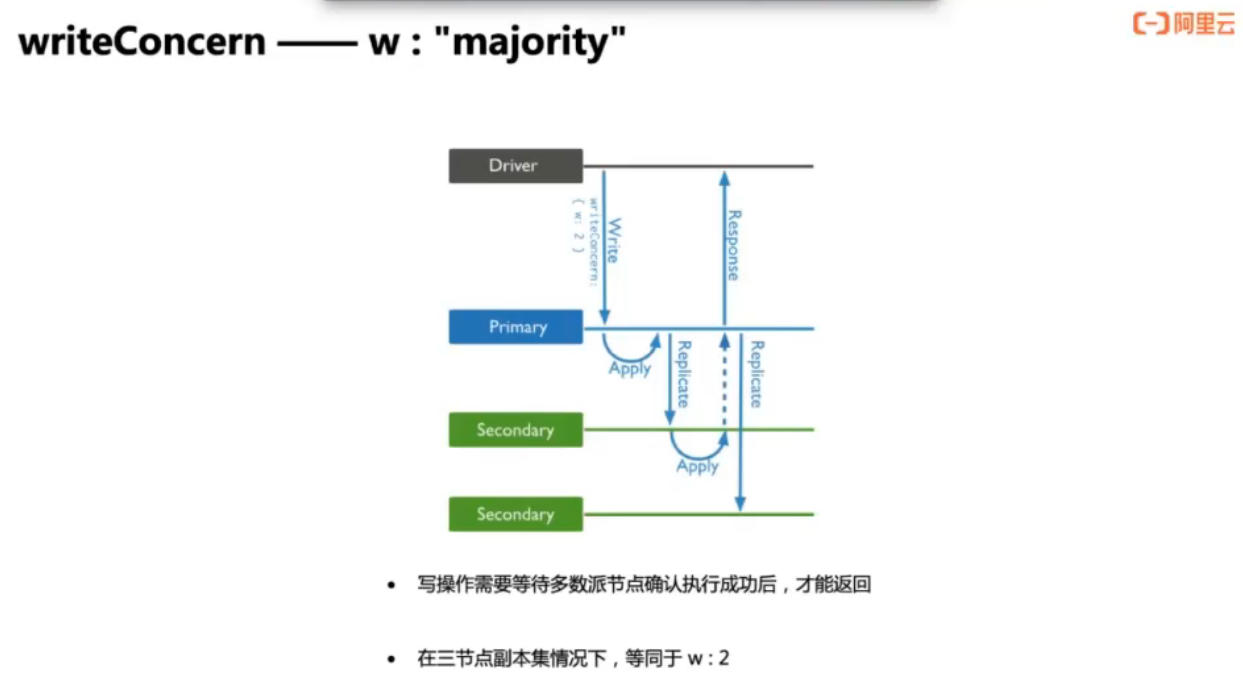 writeConcern —— w : "majority"
阿里云
Driver
writeConcern:
{ w: 2 }
Write
Response
Primary
Apply
Replicate
Replicate
Secondary
Apply
Secondary
• 写操作需要等待多数派节点确认执行成功后，才能返回
• 在三节点副本集情况下，等同于 w : 2